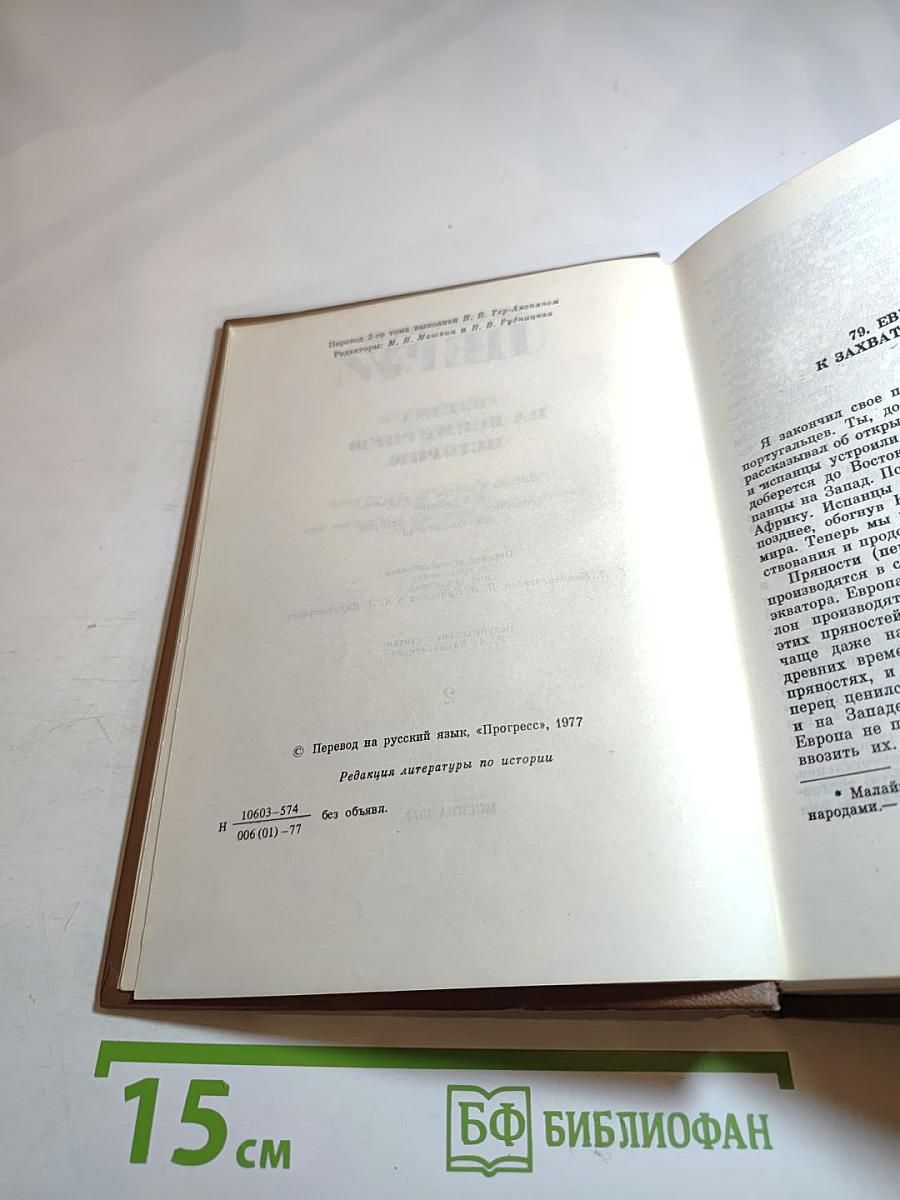 Перевод 2-го тома выполнен Н. Б. Тер-Акопяном
Редакторы: М. Н. Машкин и Н. В. Рудницкая
© Перевод на русский язык, «Прогресс», 1977
Редакция литературы по истории
Н 10603-574
006 (01) -77 без объявл.
79. ЕВ
К ЗАХВАТ
Я закончил свое п
португальцев. Ты, до
рассказывал об откры
и испанцы устроили
доберется до Восток
панцы на Запад. По
Африку. Испанцы
позднее, обогнув
мира. Теперь мы
ствования и продо
Пряности (пе
производятся в с
экватора. Европа
лон производят
этих пряностей
чаще даже на
древних време
пряностях, и
перец ценилс
и на Западе
Европа не п
ввозить их.
* Малай
народами.—
15 см
БФ БИБЛИОФАН